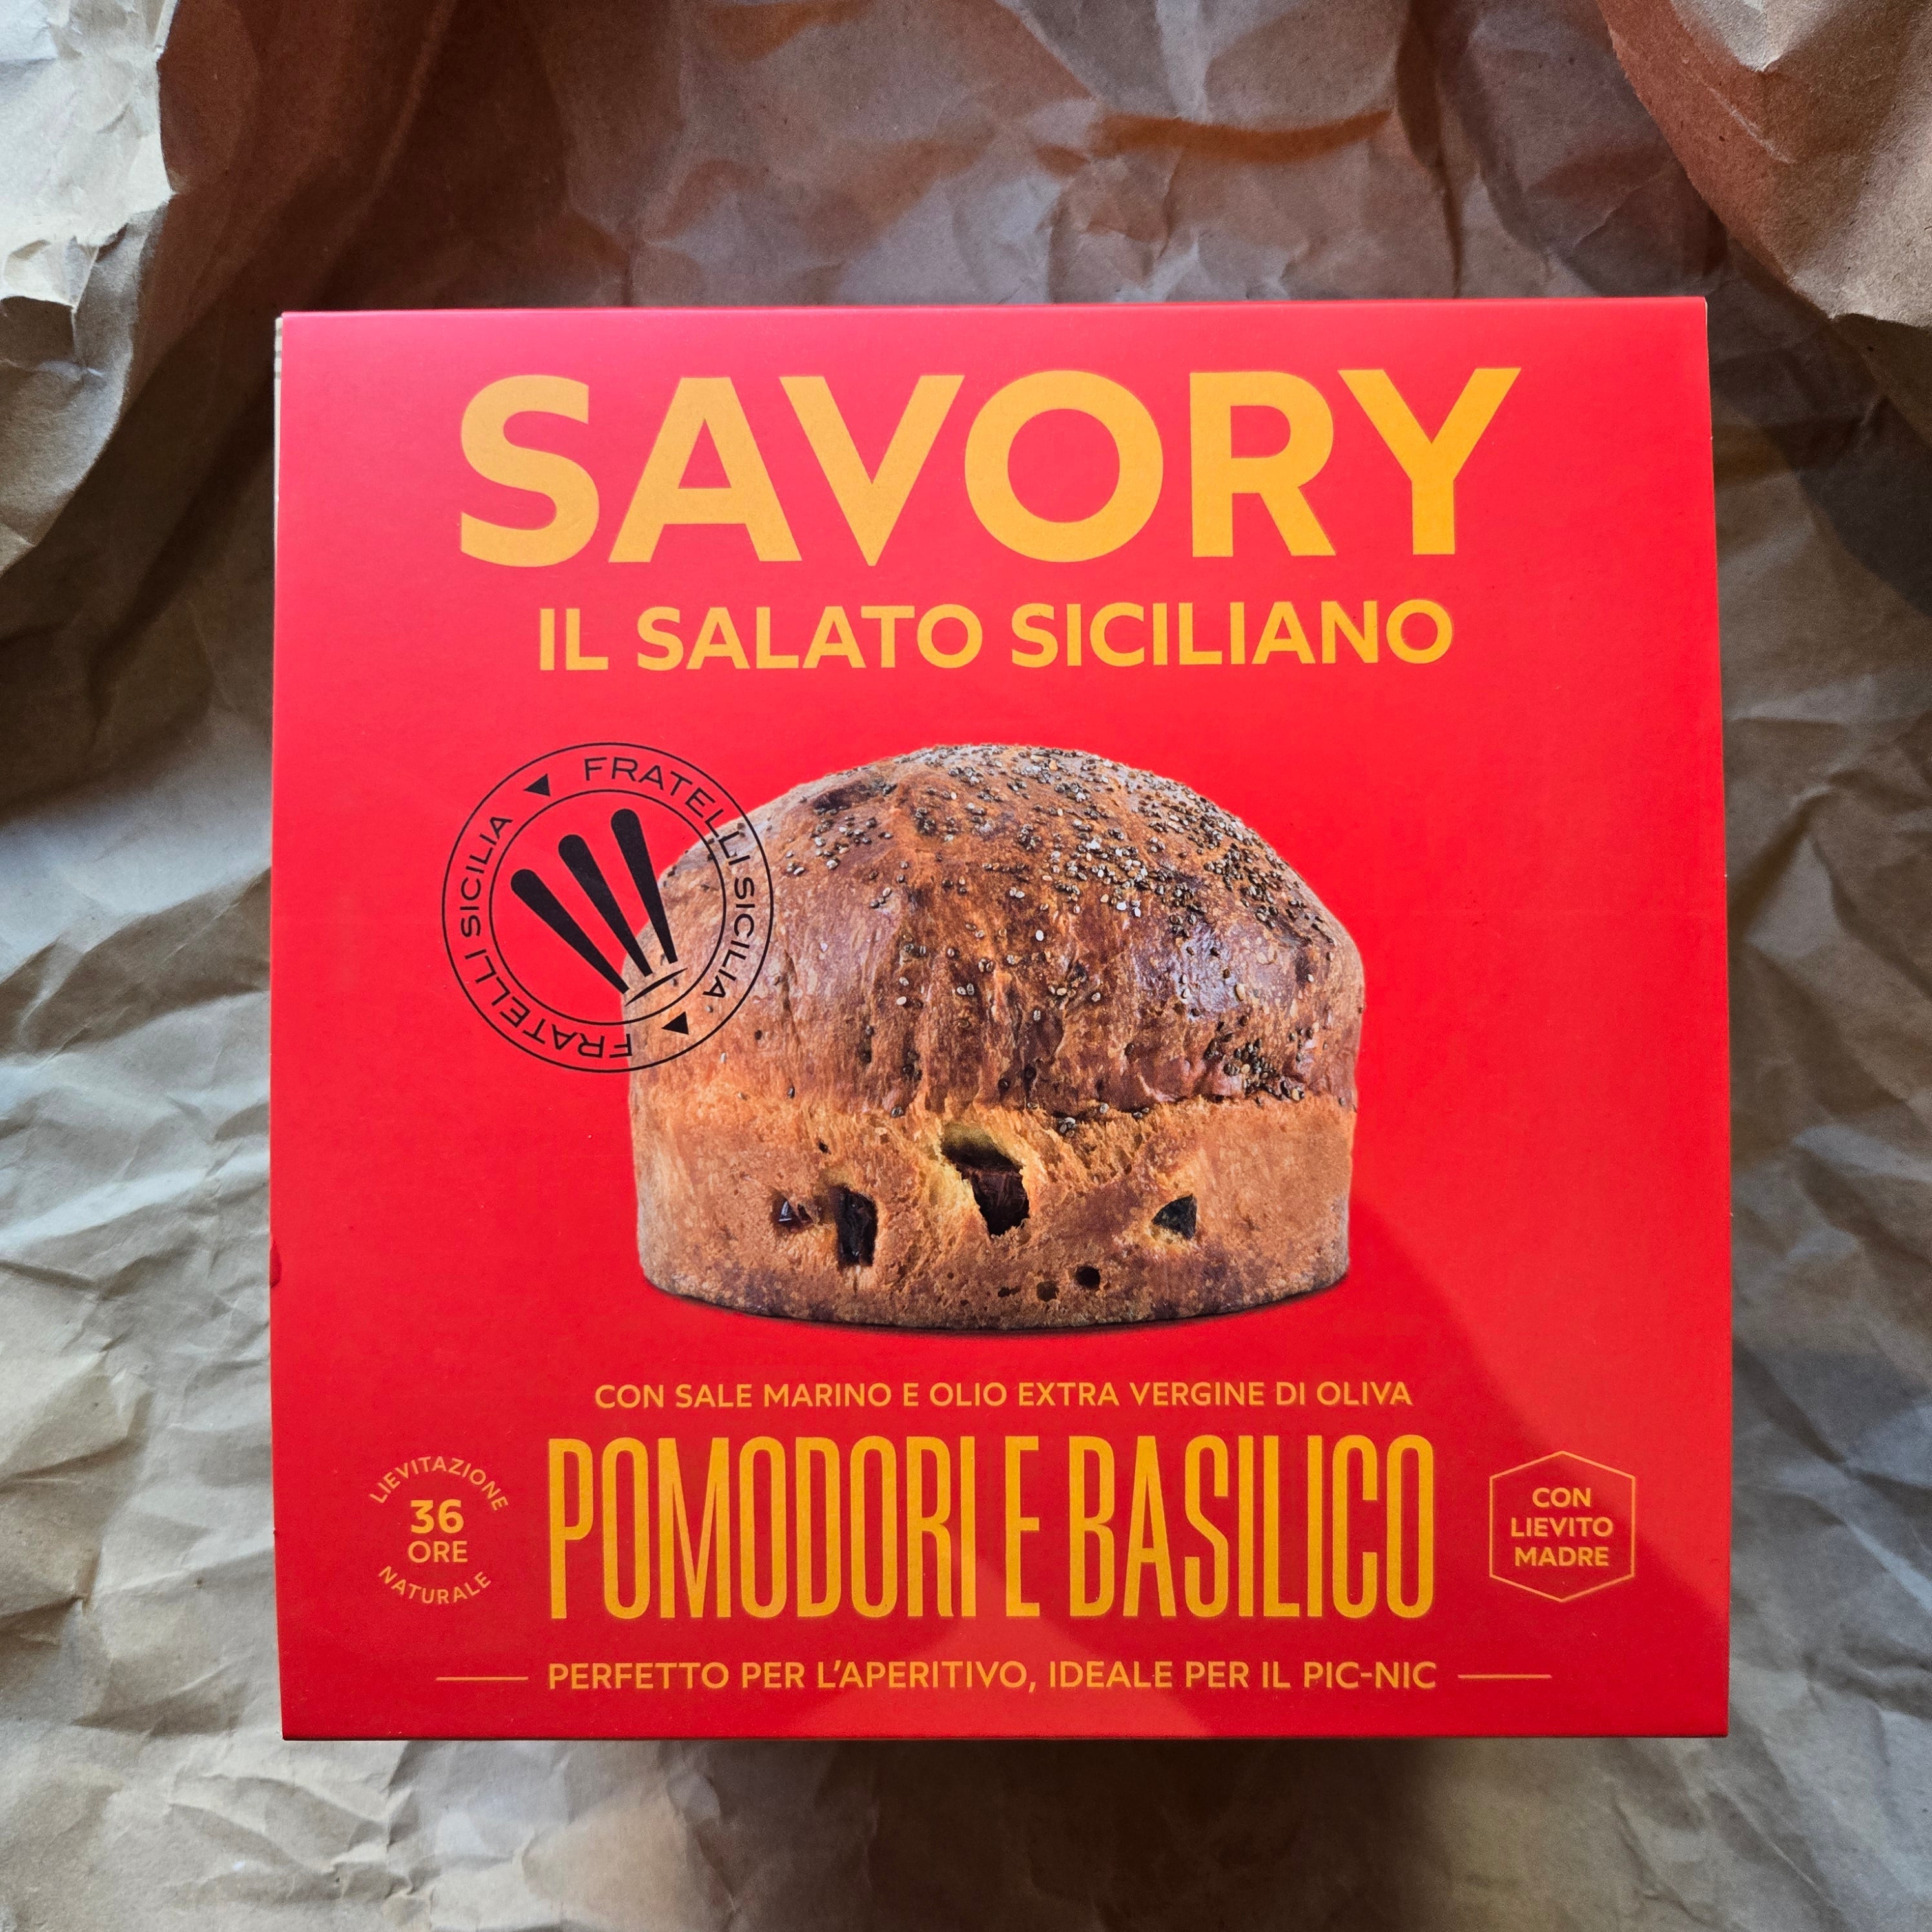 SAVORY
IL SALATO SICILIANO
FRATELLI SICILIA
FRATELLI SICILIA
CON SALE MARINO E OLIO EXTRA VERGINE DI OLIVA
POMODORI E BASILICO
LIEVITAZIONE
36
ORE
NATURALE
CON
LIEVITO
MADRE
PERFETTO PER L'APERITIVO, IDEALE PER IL PIC-NIC